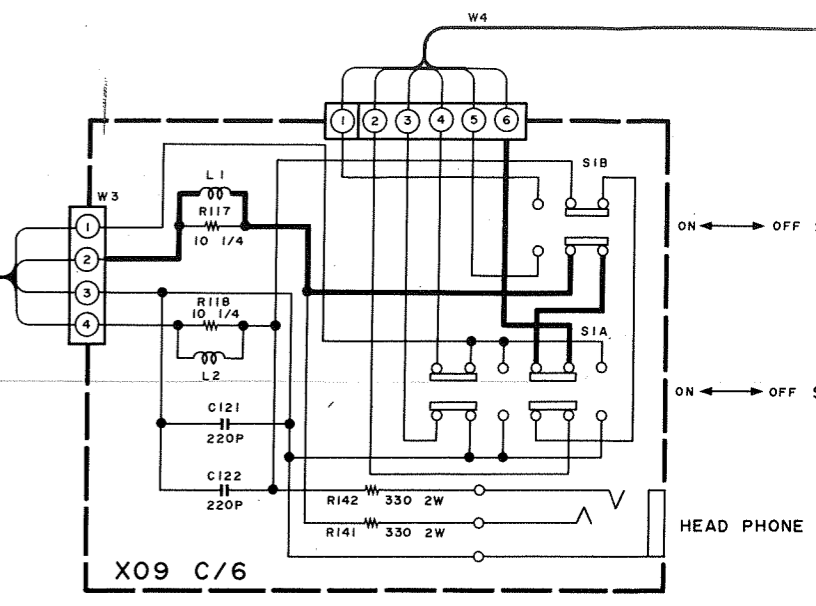 W4
1 2 3 4 5 6
S1B
L1
W3
R117
10 1/4
1
2
3
4
ON OFF
R118
10 1/4
L2
S1A
ON OFF S
C121
220P
C122
220P
R142 330 2W
R141 330 2W
HEAD PHONE
X09 C/6